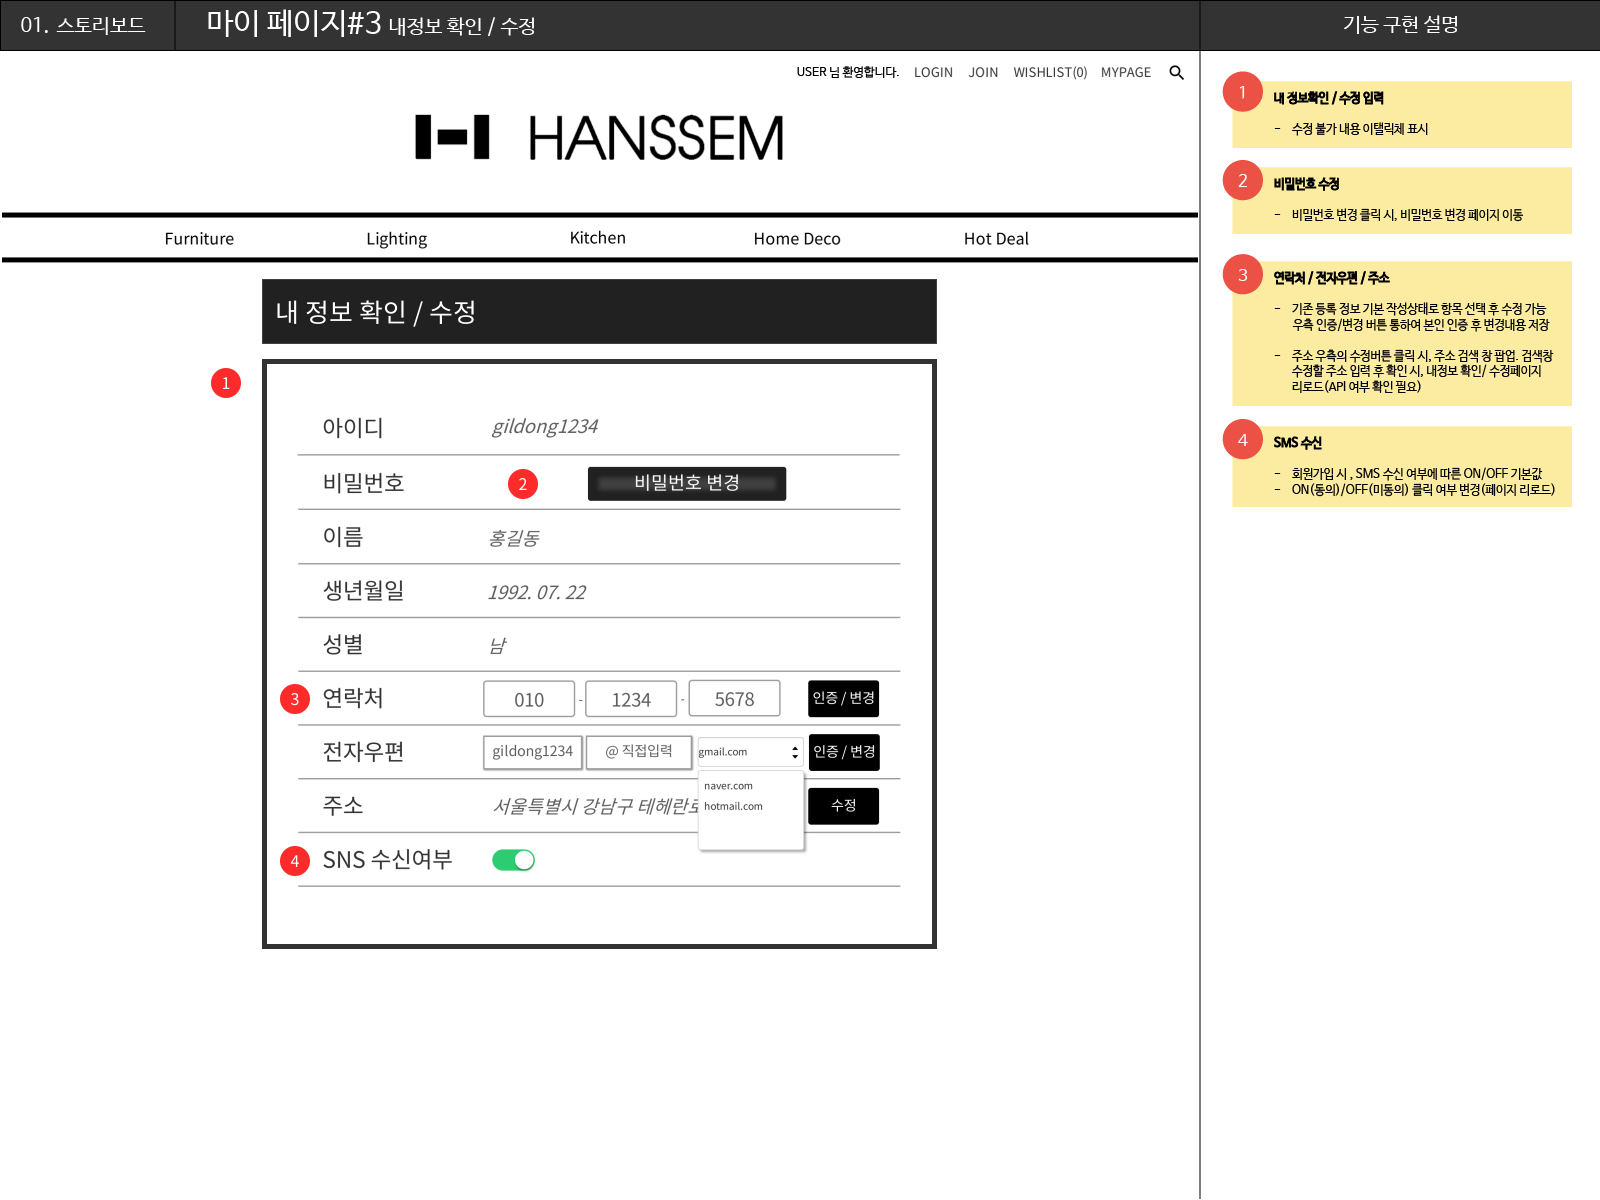 01. 스토리보드
마이 페이지#3 내정보 확인 / 수정
기능 구현 설명
USER 님 환영합니다. LOGIN JOIN WISHLIST(0) MYPAGE
HANSSEM
Furniture Lighting Kitchen Home Deco Hot Deal
내 정보 확인 / 수정
1
아이디 gildong1234
비밀번호 2 비밀번호 변경
이름 홍길동
생년월일 1992. 07. 22
성별 남
3 연락처 010 - 1234 - 5678 인증 / 변경
전자우편 gildong1234 @ 직접입력 gmail.com 인증 / 변경
naver.com
hotmail.com
주소 서울특별시 강남구 테헤란로 수정
4 SNS 수신여부
1 내 정보확인 / 수정 입력
- 수정 불가 내용 이탤릭체 표시
2 비밀번호 수정
- 비밀번호 변경 클릭 시, 비밀번호 변경 페이지 이동
3 연락처 / 전자우편 / 주소
- 기존 등록 정보 기본 작성상태로 항목 선택 후 수정 가능
우측 인증/변경 버튼 통하여 본인 인증 후 변경내용 저장
- 주소 우측의 수정버튼 클릭 시, 주소 검색 창 팝업. 검색창
수정할 주소 입력 후 확인 시, 내정보 확인/ 수정페이지
리로드(API 여부 확인 필요)
4 SMS 수신
- 회원가입 시 , SMS 수신 여부에 따른 ON/OFF 기본값
- ON(동의)/OFF(미동의) 클릭 여부 변경(페이지 리로드)